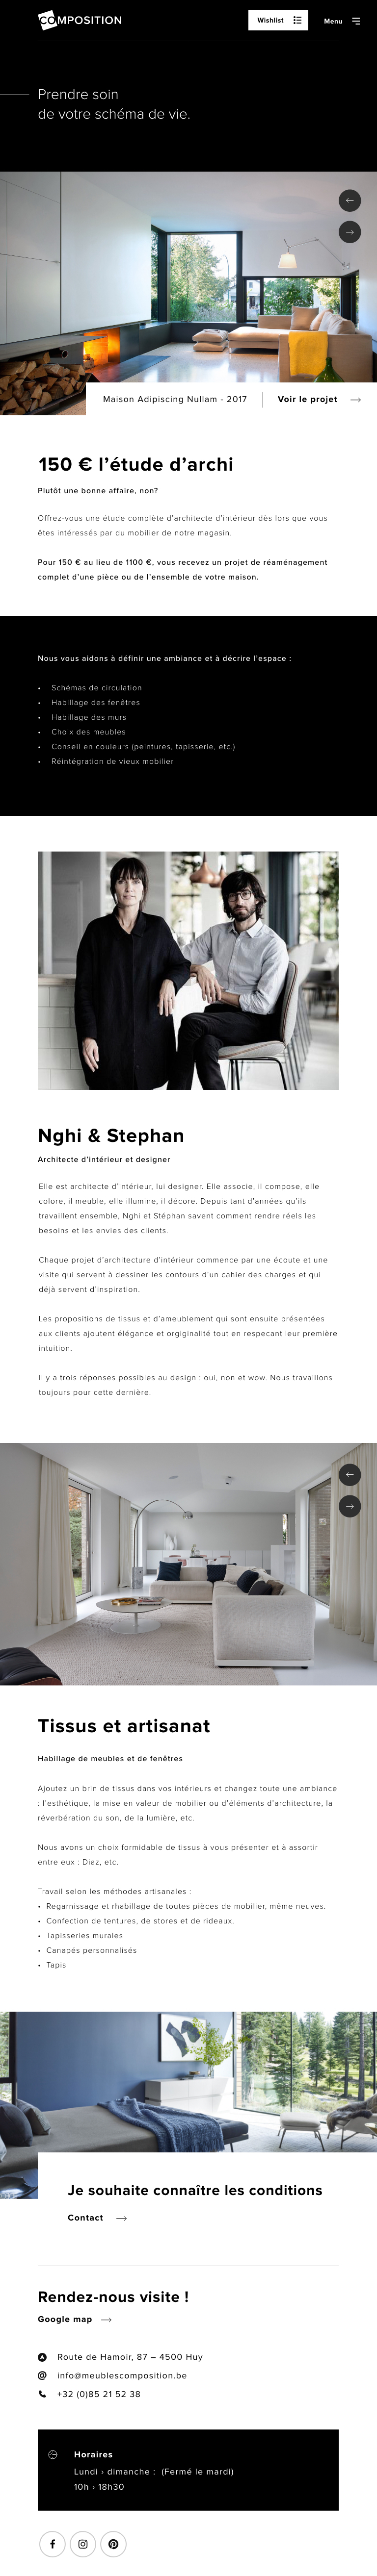 COMPOSITION
Wishlist
Menu
Prendre soin
de votre schéma de vie.
Maison Adipiscing Nullam - 2017
Voir le projet
150 € l’étude d’archi
Plutôt une bonne affaire, non?
Offrez-vous une étude complète d’architecte d’intérieur dès lors que vous
êtes intéressés par du mobilier de notre magasin.
Pour 150 € au lieu de 1100 €, vous recevez un projet de réaménagement
complet d’une pièce ou de l’ensemble de votre maison.
Nous vous aidons à définir une ambiance et à décrire l’espace :
• Schémas de circulation
• Habillage des fenêtres
• Habillage des murs
• Choix des meubles
• Conseil en couleurs (peintures, tapisserie, etc.)
• Réintégration de vieux mobilier
Nghi & Stephan
Architecte d’intérieur et designer
Elle est architecte d’intérieur, lui designer. Elle associe, il compose, elle
colore, il meuble, elle illumine, il décore. Depuis tant d’années qu’ils
travaillent ensemble, Nghi et Stéphan savent comment rendre réels les
besoins et les envies des clients.
Chaque projet d’architecture d’intérieur commence par une écoute et une
visite qui servent à dessiner les contours d’un cahier des charges et qui
déjà servent d’inspiration.
Les propositions de tissus et d’ameublement qui sont ensuite présentées
aux clients ajoutent élégance et orgiginalité tout en respecant leur première
intuition.
Il y a trois réponses possibles au design : oui, non et wow. Nous travaillons
toujours pour cette dernière.
Tissus et artisanat
Habillage de meubles et de fenêtres
Ajoutez un brin de tissus dans vos intérieurs et changez toute une ambiance
: l’esthétique, la mise en valeur de mobilier ou d’éléments d’architecture, la
réverbération du son, de la lumière, etc.
Nous avons un choix formidable de tissus à vous présenter et à assortir
entre eux : Diaz, etc.
Travail selon les méthodes artisanales :
• Regarnissage et rhabillage de toutes pièces de mobilier, même neuves.
• Confection de tentures, de stores et de rideaux.
• Tapisseries murales
• Canapés personnalisés
• Tapis
Je souhaite connaître les conditions
Contact
Rendez-nous visite !
Google map
Route de Hamoir, 87 – 4500 Huy
info@meublescomposition.be
+32 (0)85 21 52 38
Horaires
Lundi › dimanche : (Fermé le mardi)
10h › 18h30